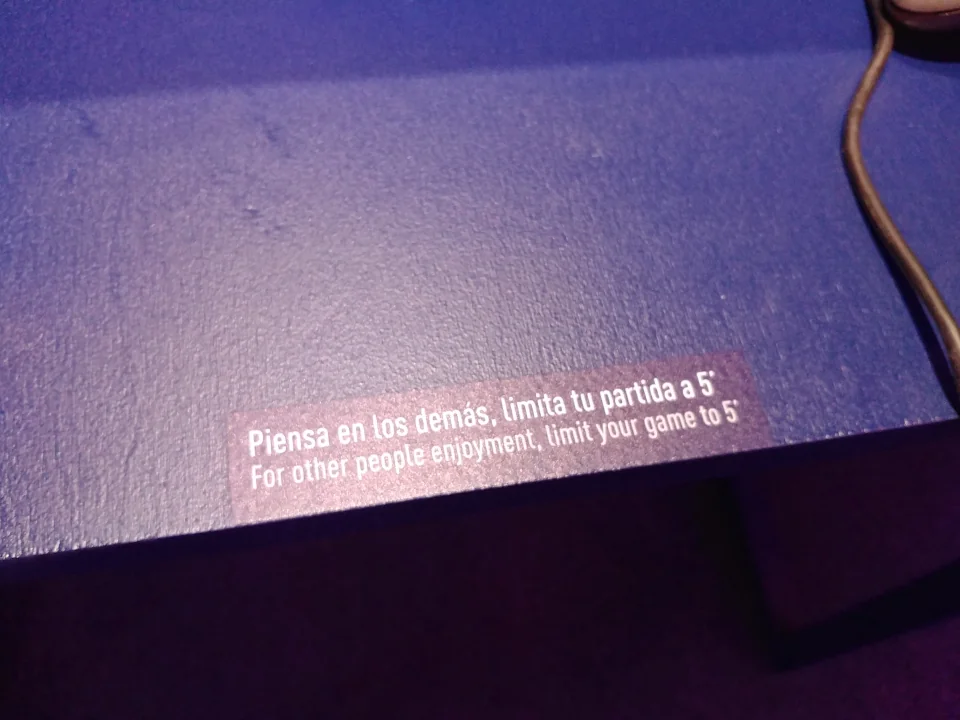 Piensa en los demás, limita tu partida a 5'
For other people enjoyment, limit your game to 5'